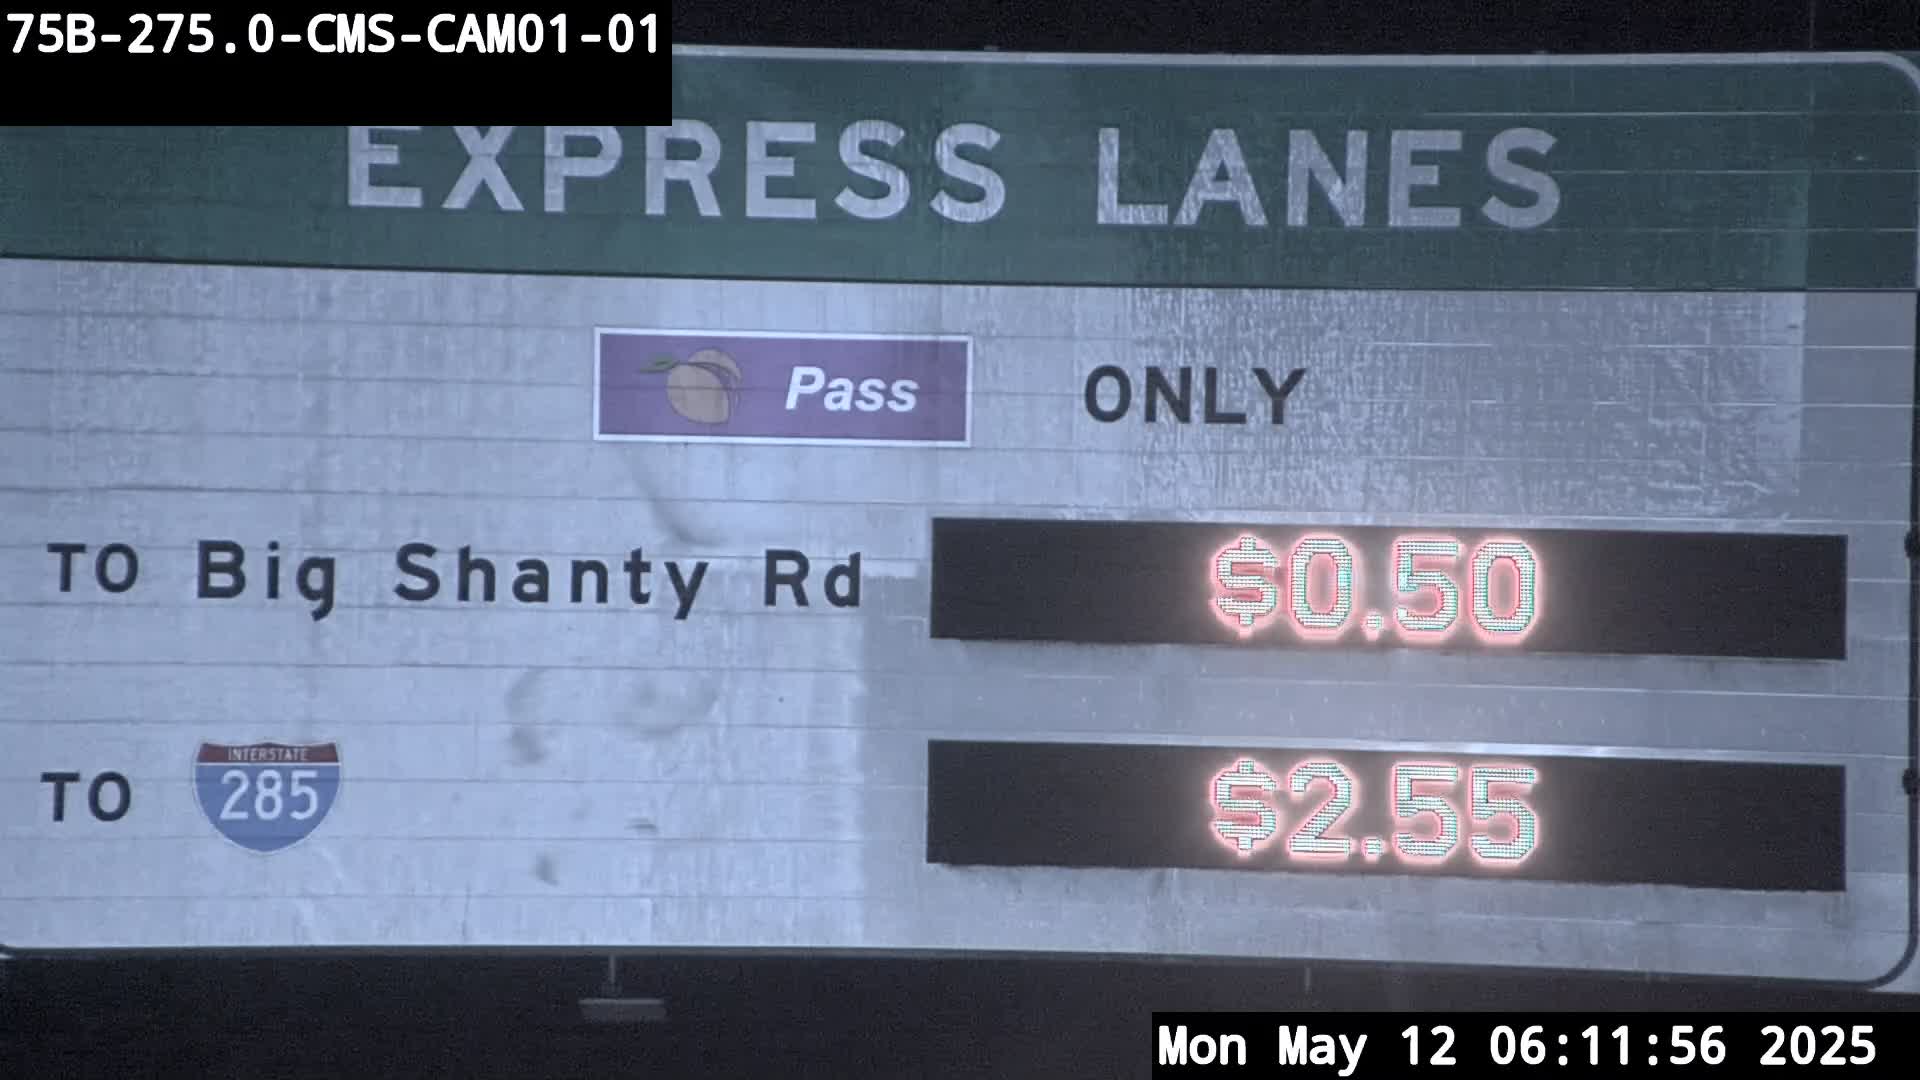 75B-275.0-CMS-CAM01-01
EXPRESS LANES
Pass ONLY
TO Big Shanty Rd $0.50
TO INTERSTATE 285 $2.55
Mon May 12 06:11:56 2025